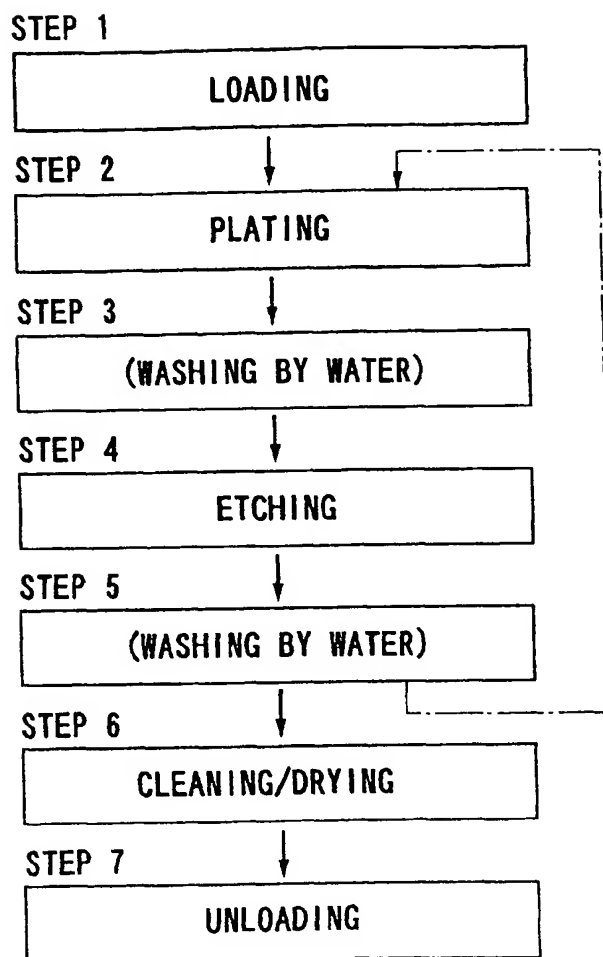 STEP 1
LOADING
STEP 2
PLATING
STEP 3
(WASHING BY WATER)
STEP 4
ETCHING
STEP 5
(WASHING BY WATER)
STEP 6
CLEANING/DRYING
STEP 7
UNLOADING